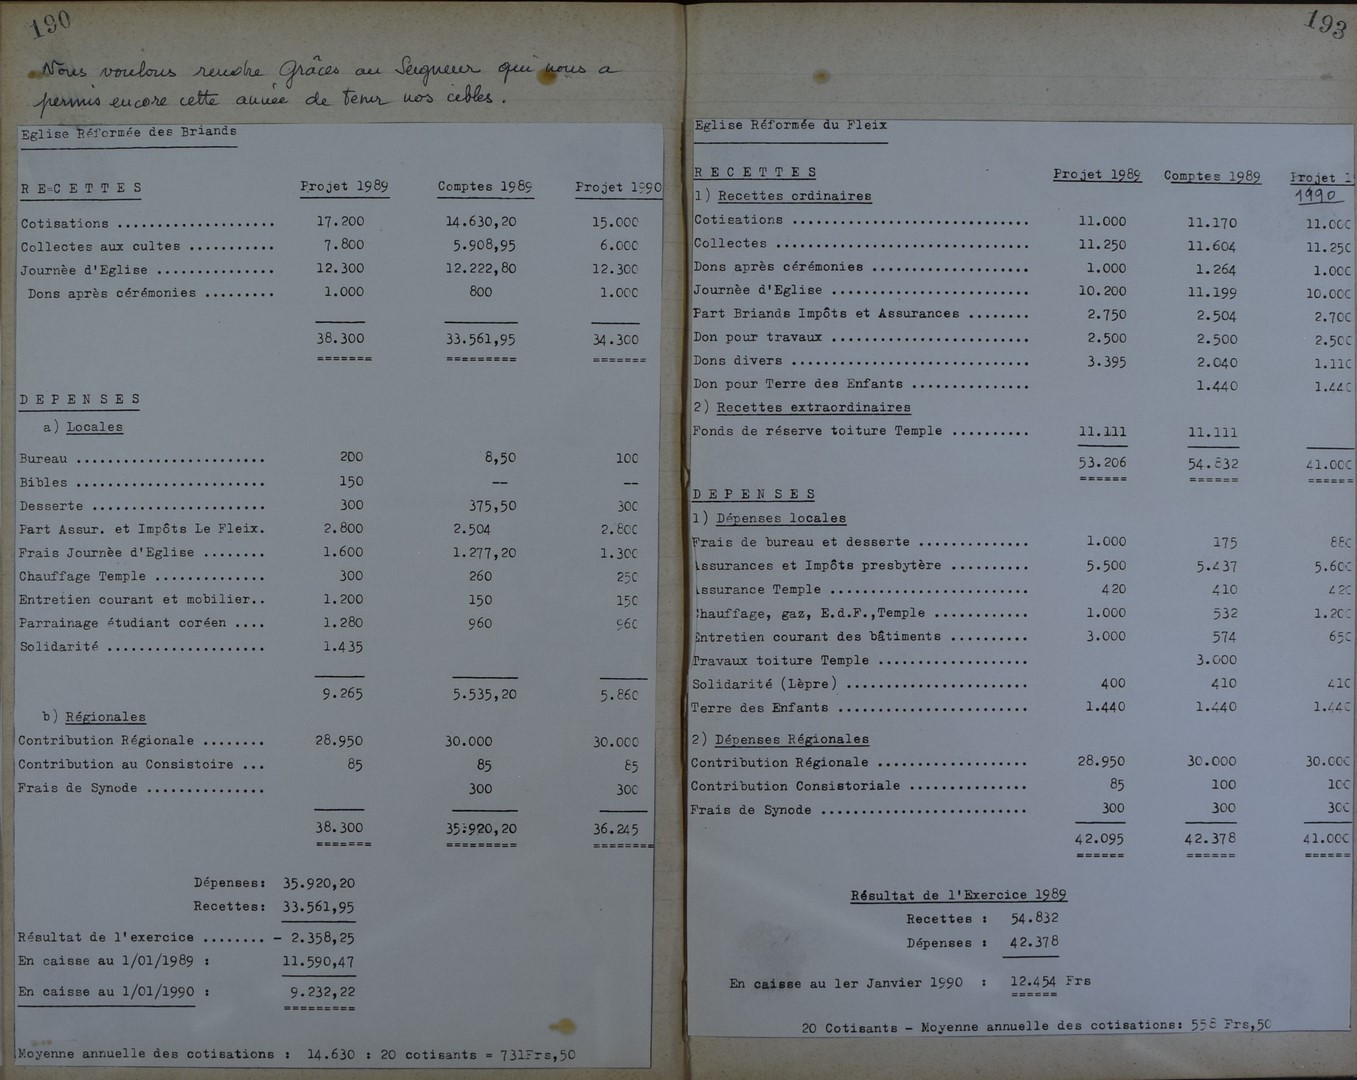 190
Nous voulons rendre Grâces au Seigneur qui nous a
permis encore cette année de tenir nos cibles.
Eglise Réformée des Briands
RECETTES Projet 1989 Comptes 1989 Projet 1990
Cotisations .................... 17.200 14.630,20 15.000
Collectes aux cultes ........... 7.800 5.908,95 6.000
Journèe d'Eglise ............... 12.300 12.222,80 12.300
Dons après cérémonies ......... 1.000 800 1.000
38.300 33.561,95 34.300
======= ========= =======
DEPENSES
a) Locales
Bureau ........................ 200 8,50 100
Bibles ........................ 150 -- --
Desserte ...................... 300 375,50 300
Part Assur. et Impôts Le Fleix. 2.800 2.504 2.800
Frais Journèe d'Eglise ........ 1.600 1.277,20 1.300
Chauffage Temple .............. 300 260 250
Entretien courant et mobilier.. 1.200 150 150
Parrainage étudiant coréen .... 1.280 960 960
Solidarité .................... 1.435
9.265 5.535,20 5.860
b) Régionales
Contribution Régionale ........ 28.950 30.000 30.000
Contribution au Consistoire ... 85 85 85
Frais de Synode ............... 300 300
38.300 35.920,20 36.245
======= ========= ========
Dépenses: 35.920,20
Recettes: 33.561,95
Résultat de l'exercice ........ - 2.358,25
En caisse au 1/01/1989 : 11.590,47
En caisse au 1/01/1990 : 9.232,22
=========
Moyenne annuelle des cotisations : 14.630 : 20 cotisants = 731Frs,50
193
Eglise Réformée du Fleix
RECETTES Projet 1989 Comptes 1989 Projet 1
1) Recettes ordinaires 1990
Cotisations .............................. 11.000 11.170 11.000
Collectes ................................ 11.250 11.604 11.250
Dons après cérémonies .................... 1.000 1.264 1.000
Journèe d'Eglise ......................... 10.200 11.199 10.000
Part Briands Impôts et Assurances ........ 2.750 2.504 2.700
Don pour travaux ......................... 2.500 2.500 2.500
Dons divers .............................. 3.395 2.040 1.110
Don pour Terre des Enfants ............... 1.440 1.440
2) Recettes extraordinaires
Fonds de réserve toiture Temple .......... 11.111 11.111
53.206 54.832 41.000
====== ====== ======
DEPENSES
1) Dépenses locales
Frais de bureau et desserte .............. 1.000 175 880
Assurances et Impôts presbytère .......... 5.500 5.437 5.600
Assurance Temple ......................... 420 410 420
Chauffage, gaz, E.d.F.,Temple ............ 1.000 532 1.200
Entretien courant des bâtiments .......... 3.000 574 650
Travaux toiture Temple ................... 3.000
Solidarité (Lèpre) ....................... 400 410 410
Terre des Enfants ........................ 1.440 1.440 1.440
2) Dépenses Régionales
Contribution Régionale ................... 28.950 30.000 30.000
Contribution Consistoriale ............... 85 100 100
Frais de Synode .......................... 300 300 300
42.095 42.378 41.000
====== ====== ======
Résultat de l'Exercice 1989
Recettes : 54.832
Dépenses : 42.378
En caisse au 1er Janvier 1990 : 12.454 Frs
======
20 Cotisants - Moyenne annuelle des cotisations: 558 Frs,50